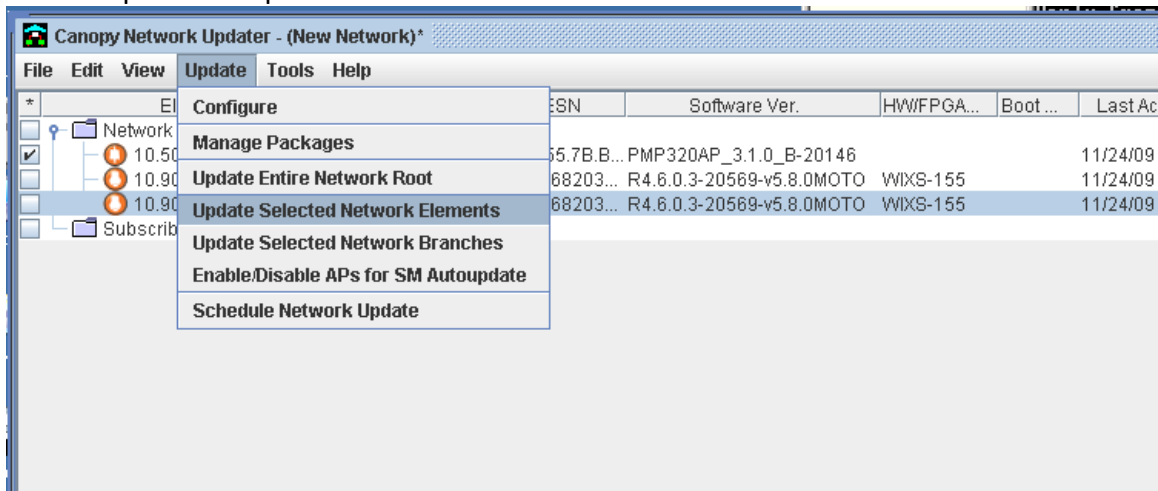 Canopy Network Updater - (New Network)*
File Edit View Update Tools Help
* El ESN Software Ver. HW/FPGA... Boot ... Last Ac
Network
10.50 55.7B.B... PMP320AP_3.1.0_B-20146 11/24/09
10.90 68203... R4.6.0.3-20569-v5.8.0MOTO WIXS-155 11/24/09
10.90 68203... R4.6.0.3-20569-v5.8.0MOTO WIXS-155 11/24/09
Subscrib
Configure
Manage Packages
Update Entire Network Root
Update Selected Network Elements
Update Selected Network Branches
Enable/Disable APs for SM Autoupdate
Schedule Network Update